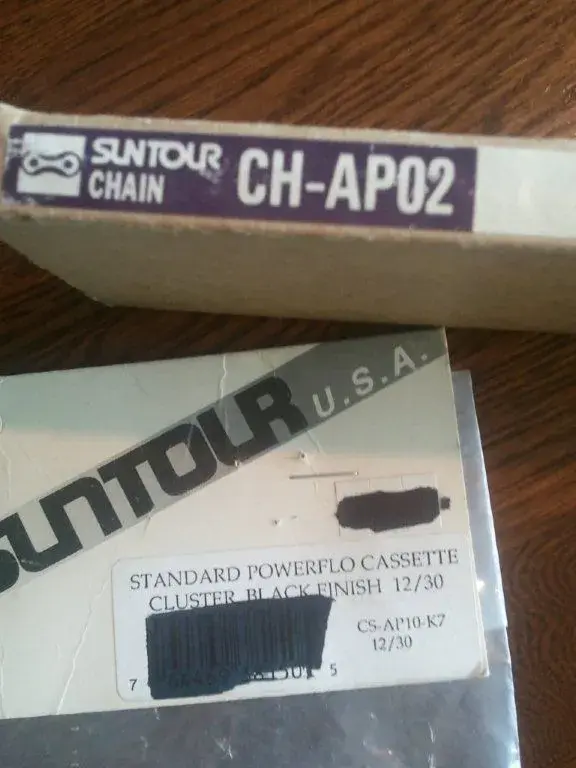 SUNTOUR
CHAIN
CH-AP02
SUNTOUR U.S.A.
STANDARD POWERFLO CASSETTE
CLUSTER BLACK FINISH 12/30
CS-AP10-K7
12/30
7 5